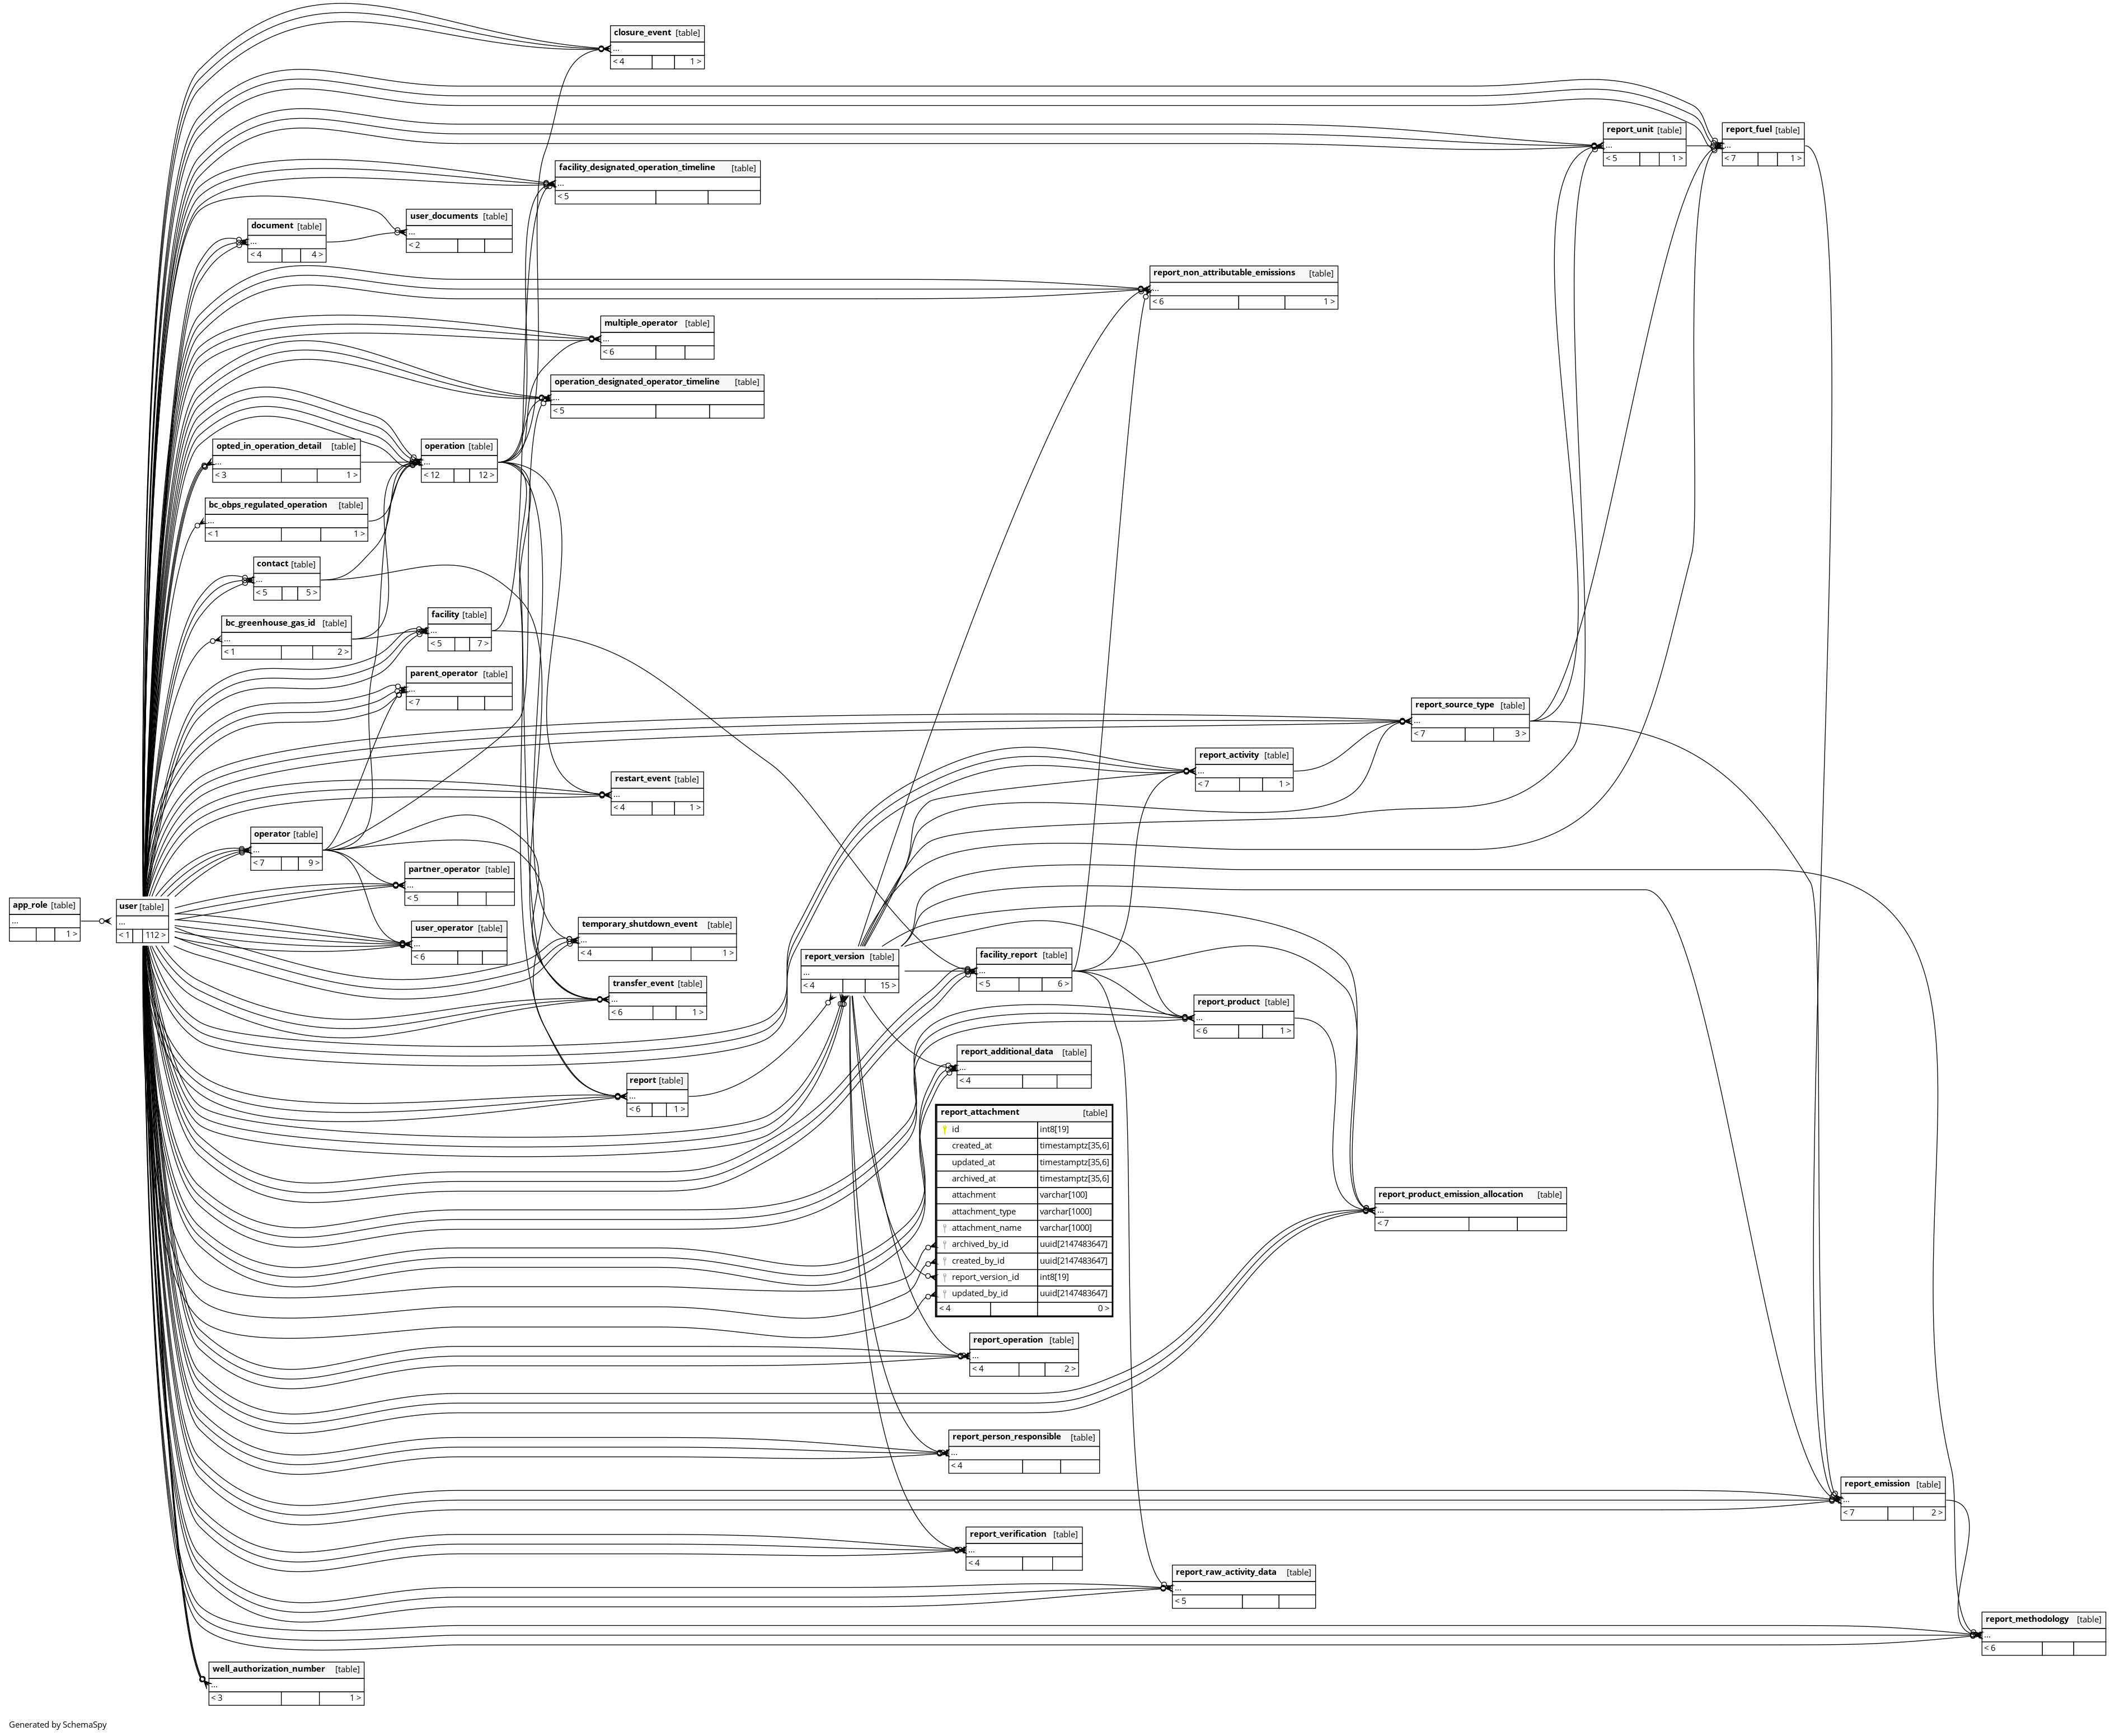 closure_event [table]
...
< 4 1 >
report_unit [table]
...
< 5 1 >
report_fuel [table]
...
< 7 1 >
facility_designated_operation_timeline [table]
...
< 5
user_documents [table]
...
< 2
document [table]
...
< 4 4 >
report_non_attributable_emissions [table]
...
< 6 1 >
multiple_operator [table]
...
< 6
operation_designated_operator_timeline [table]
...
< 5
opted_in_operation_detail [table]
...
< 3 1 >
operation [table]
...
< 12 12 >
bc_obps_regulated_operation [table]
...
< 1 1 >
contact [table]
...
< 5 5 >
bc_greenhouse_gas_id [table]
...
< 1 2 >
facility [table]
...
< 5 7 >
parent_operator [table]
...
< 7
report_source_type [table]
...
< 7 3 >
report_activity [table]
...
< 7 1 >
restart_event [table]
...
< 4 1 >
operator [table]
...
< 7 9 >
partner_operator [table]
...
< 5
app_role [table]
...
1 >
user [table]
...
< 1 112 >
user_operator [table]
...
< 6
temporary_shutdown_event [table]
...
< 4 1 >
report_version [table]
...
< 4 15 >
facility_report [table]
...
< 5 6 >
transfer_event [table]
...
< 6 1 >
report_product [table]
...
< 6 1 >
report_additional_data [table]
...
< 4
report [table]
...
< 6 1 >
report_attachment [table]
id int8[19]
created_at timestamptz[35,6]
updated_at timestamptz[35,6]
archived_at timestamptz[35,6]
attachment varchar[100]
attachment_type varchar[1000]
attachment_name varchar[1000]
archived_by_id uuid[2147483647]
created_by_id uuid[2147483647]
report_version_id int8[19]
updated_by_id uuid[2147483647]
< 4 0 >
report_product_emission_allocation [table]
...
< 7
report_operation [table]
...
< 4 2 >
report_person_responsible [table]
...
< 4
report_emission [table]
...
< 7 2 >
report_verification [table]
...
< 4
report_raw_activity_data [table]
...
< 5
report_methodology [table]
...
< 6
well_authorization_number [table]
...
< 3 1 >
Generated by SchemaSpy